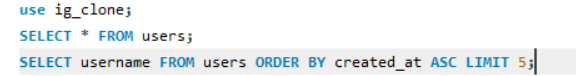 use ig_clone;
SELECT * FROM users;
SELECT username FROM users ORDER BY created_at ASC LIMIT 5;